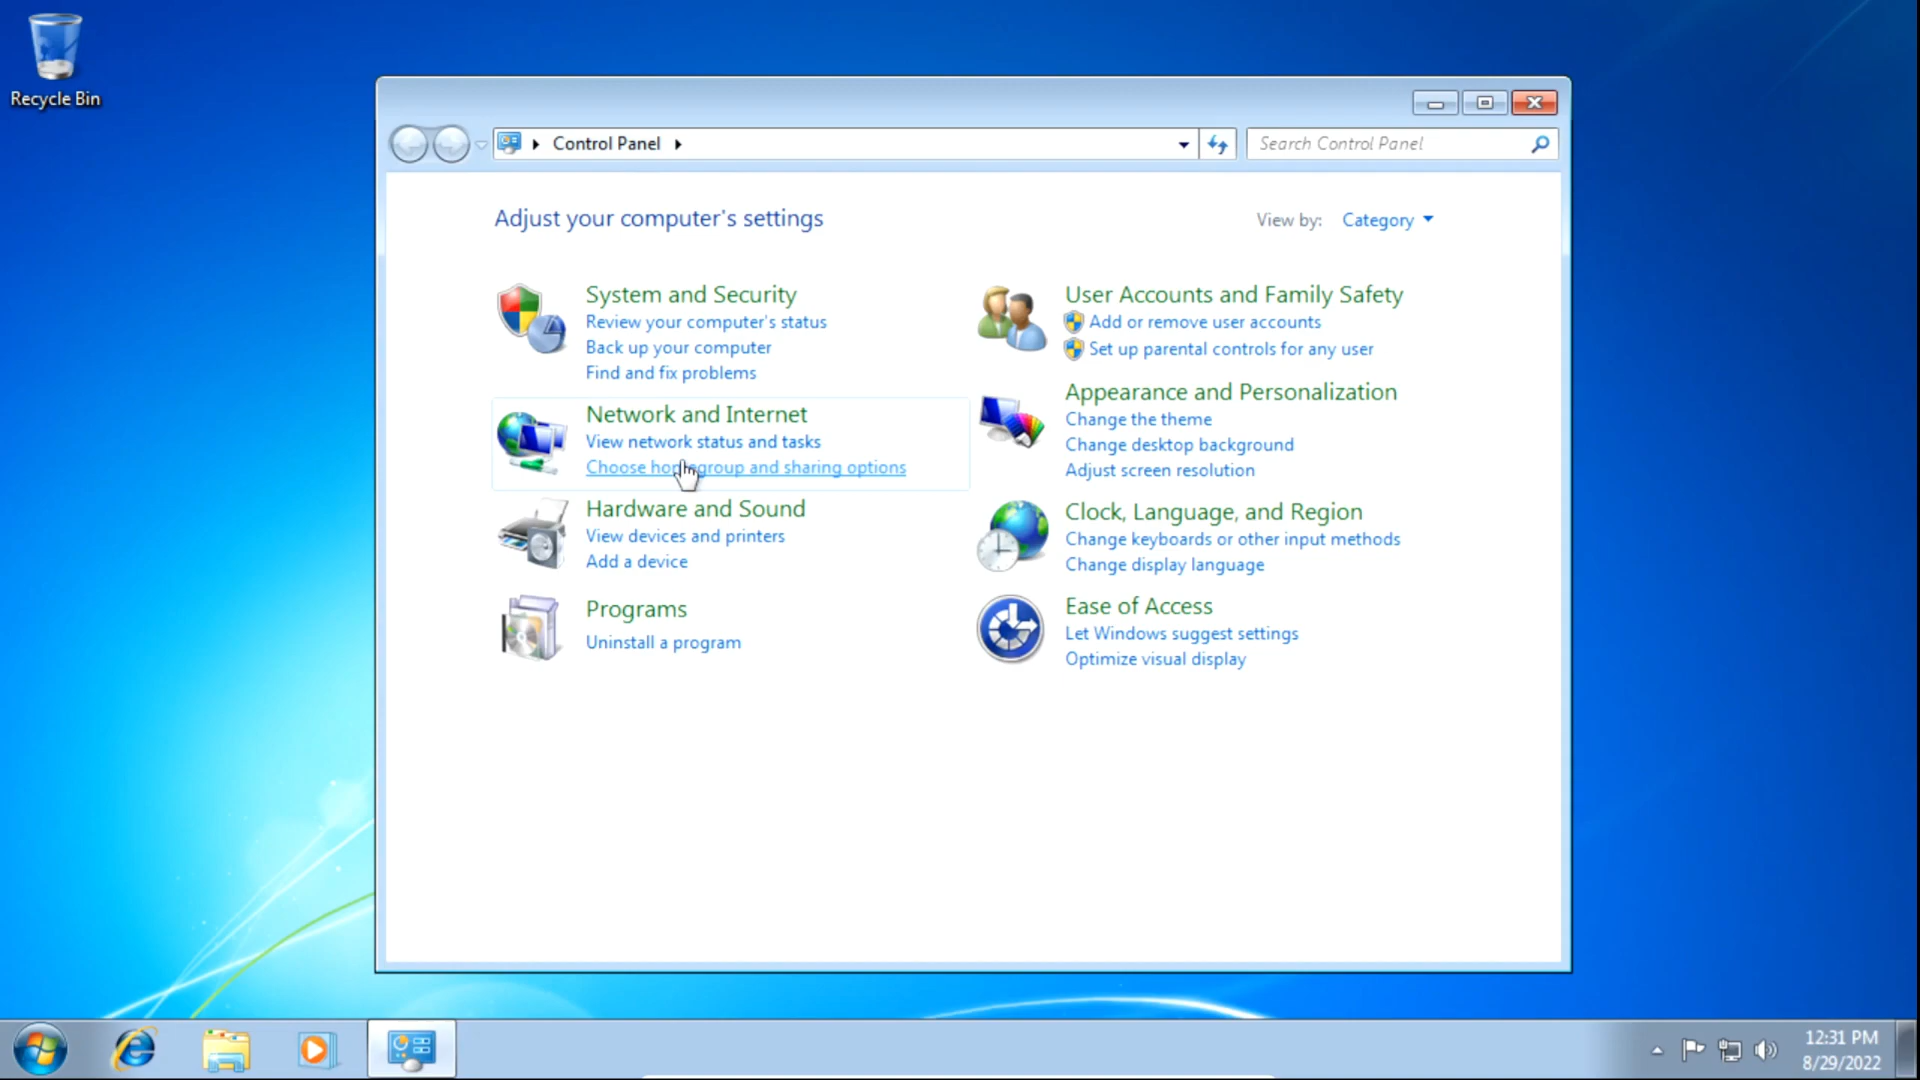 Recycle Bin
Control Panel
Search Control Panel
Adjust your computer's settings
View by: Category
System and Security
Review your computer's status
Back up your computer
Find and fix problems
Network and Internet
View network status and tasks
Choose homegroup and sharing options
Hardware and Sound
View devices and printers
Add a device
Programs
Uninstall a program
User Accounts and Family Safety
Add or remove user accounts
Set up parental controls for any user
Appearance and Personalization
Change the theme
Change desktop background
Adjust screen resolution
Clock, Language, and Region
Change keyboards or other input methods
Change display language
Ease of Access
Let Windows suggest settings
Optimize visual display
12:31 PM
8/29/2022